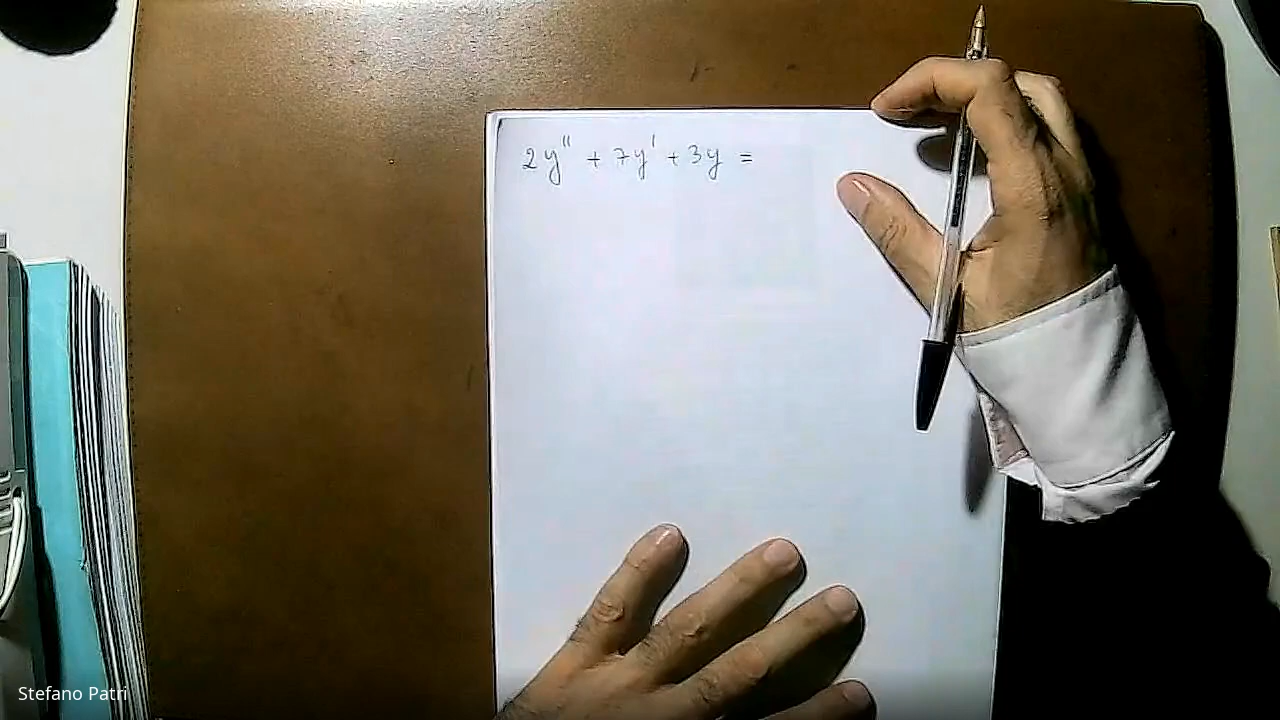 2y'' + 7y' + 3y =
Stefano Patri